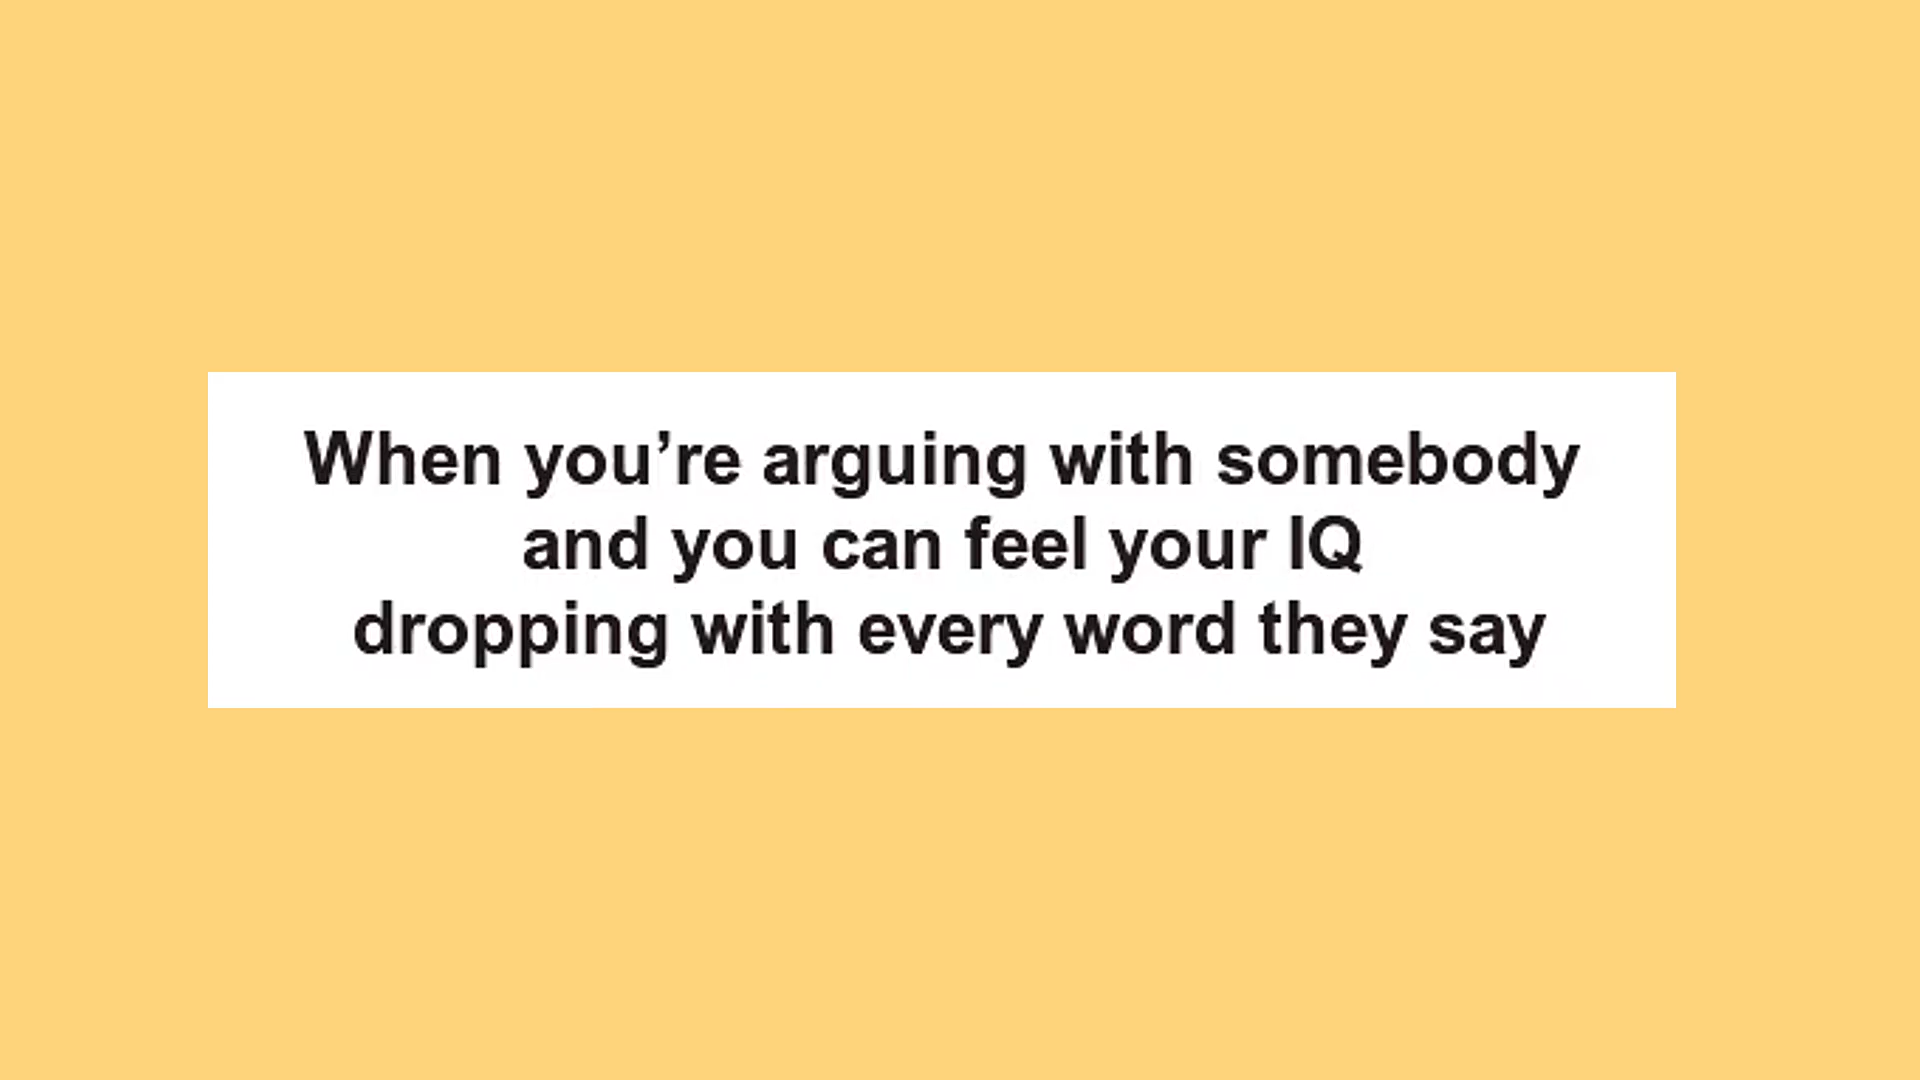 When you’re arguing with somebody
and you can feel your IQ
dropping with every word they say